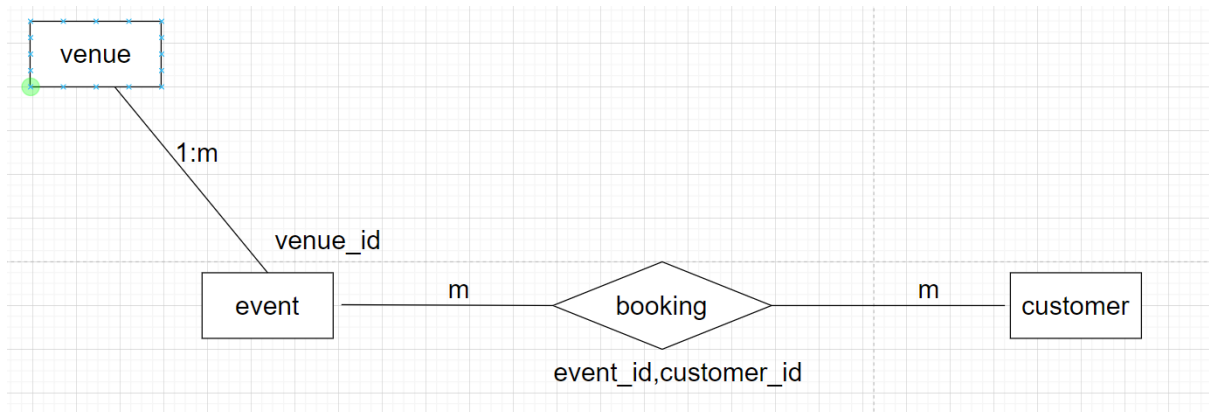 venue
1:m
venue_id
event
m
booking
m
customer
event_id,customer_id